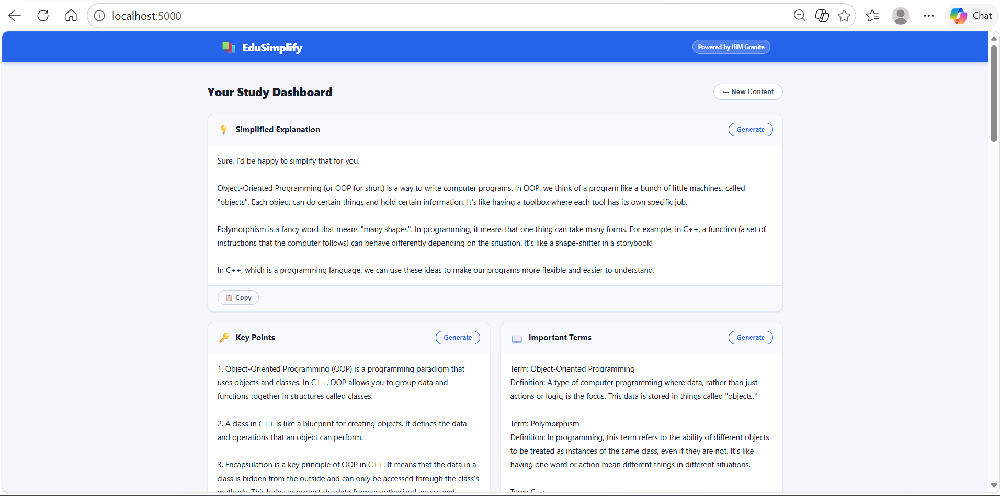 localhost:5000
Chat
EduSimplify
Powered by IBM Granite
Your Study Dashboard
← New Content
Simplified Explanation
Generate
Sure, I'd be happy to simplify that for you.
Object-Oriented Programming (or OOP for short) is a way to write computer programs. In OOP, we think of a program like a bunch of little machines, called
"objects". Each object can do certain things and hold certain information. It's like having a toolbox where each tool has its own specific job.
Polymorphism is a fancy word that means "many shapes". In programming, it means that one thing can take many forms. For example, in C++, a function (a set of
instructions that the computer follows) can behave differently depending on the situation. It's like a shape-shifter in a storybook!
In C++, which is a programming language, we can use these ideas to make our programs more flexible and easier to understand.
Copy
Key Points
Generate
1. Object-Oriented Programming (OOP) is a programming paradigm that
uses objects and classes. In C++, OOP allows you to group data and
functions together in structures called classes.
2. A class in C++ is like a blueprint for creating objects. It defines the data
and operations that an object can perform.
3. Encapsulation is a key principle of OOP in C++. It means that the data in a
class is hidden from the outside and can only be accessed through the class's
methods. This helps to protect the data from unauthorized access and
Important Terms
Generate
Term: Object-Oriented Programming
Definition: A type of computer programming where data, rather than just
actions or logic, is the focus. This data is stored in things called "objects."
Term: Polymorphism
Definition: In programming, this term refers to the ability of different objects
to be treated as instances of the same class, even if they are not. It's like
having one word or action mean different things in different situations.
Term: C++